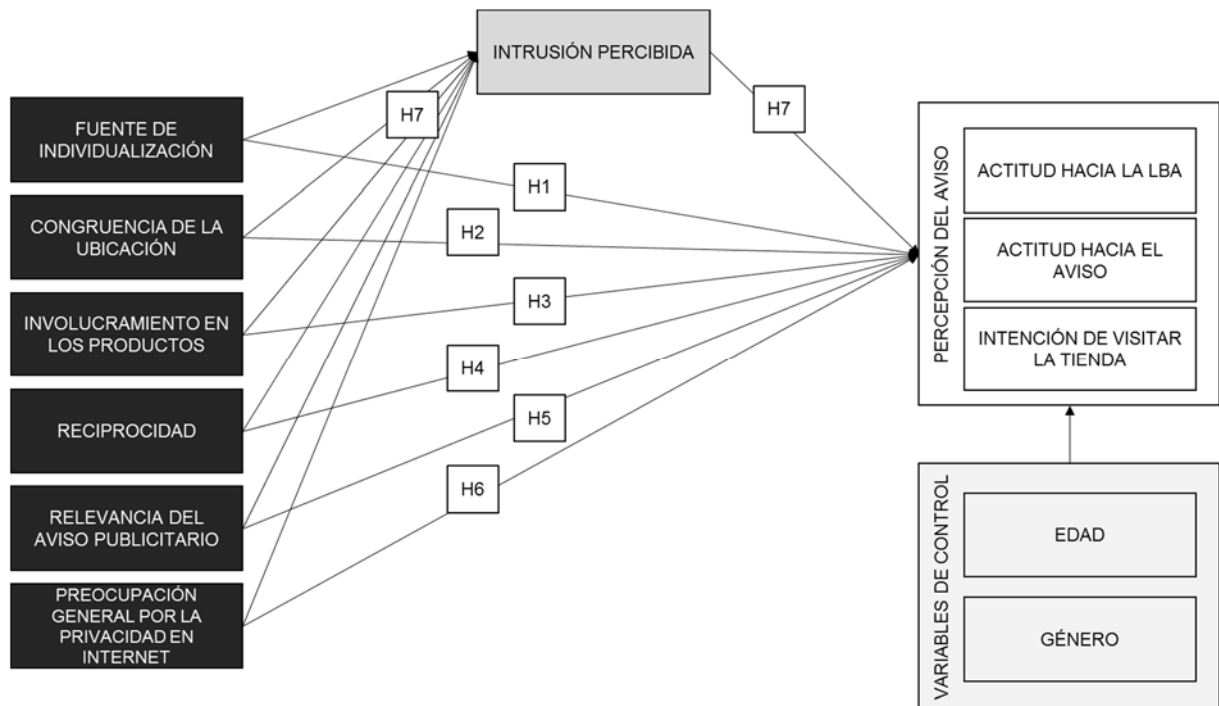 INTRUSIÓN PERCIBIDA
H7
H7
FUENTE DE
INDIVIDUALIZACIÓN
CONGRUENCIA DE LA
UBICACIÓN
INVOLUCRAMIENTO EN
LOS PRODUCTOS
RECIPROCIDAD
RELEVANCIA DEL
AVISO PUBLICITARIO
PREOCUPACIÓN
GENERAL POR LA
PRIVACIDAD EN
INTERNET
H1
H2
H3
H4
H5
H6
PERCEPCIÓN DEL AVISO
ACTITUD HACIA LA LBA
ACTITUD HACIA EL
AVISO
INTENCIÓN DE VISITAR
LA TIENDA
VARIABLES DE CONTROL
EDAD
GÉNERO